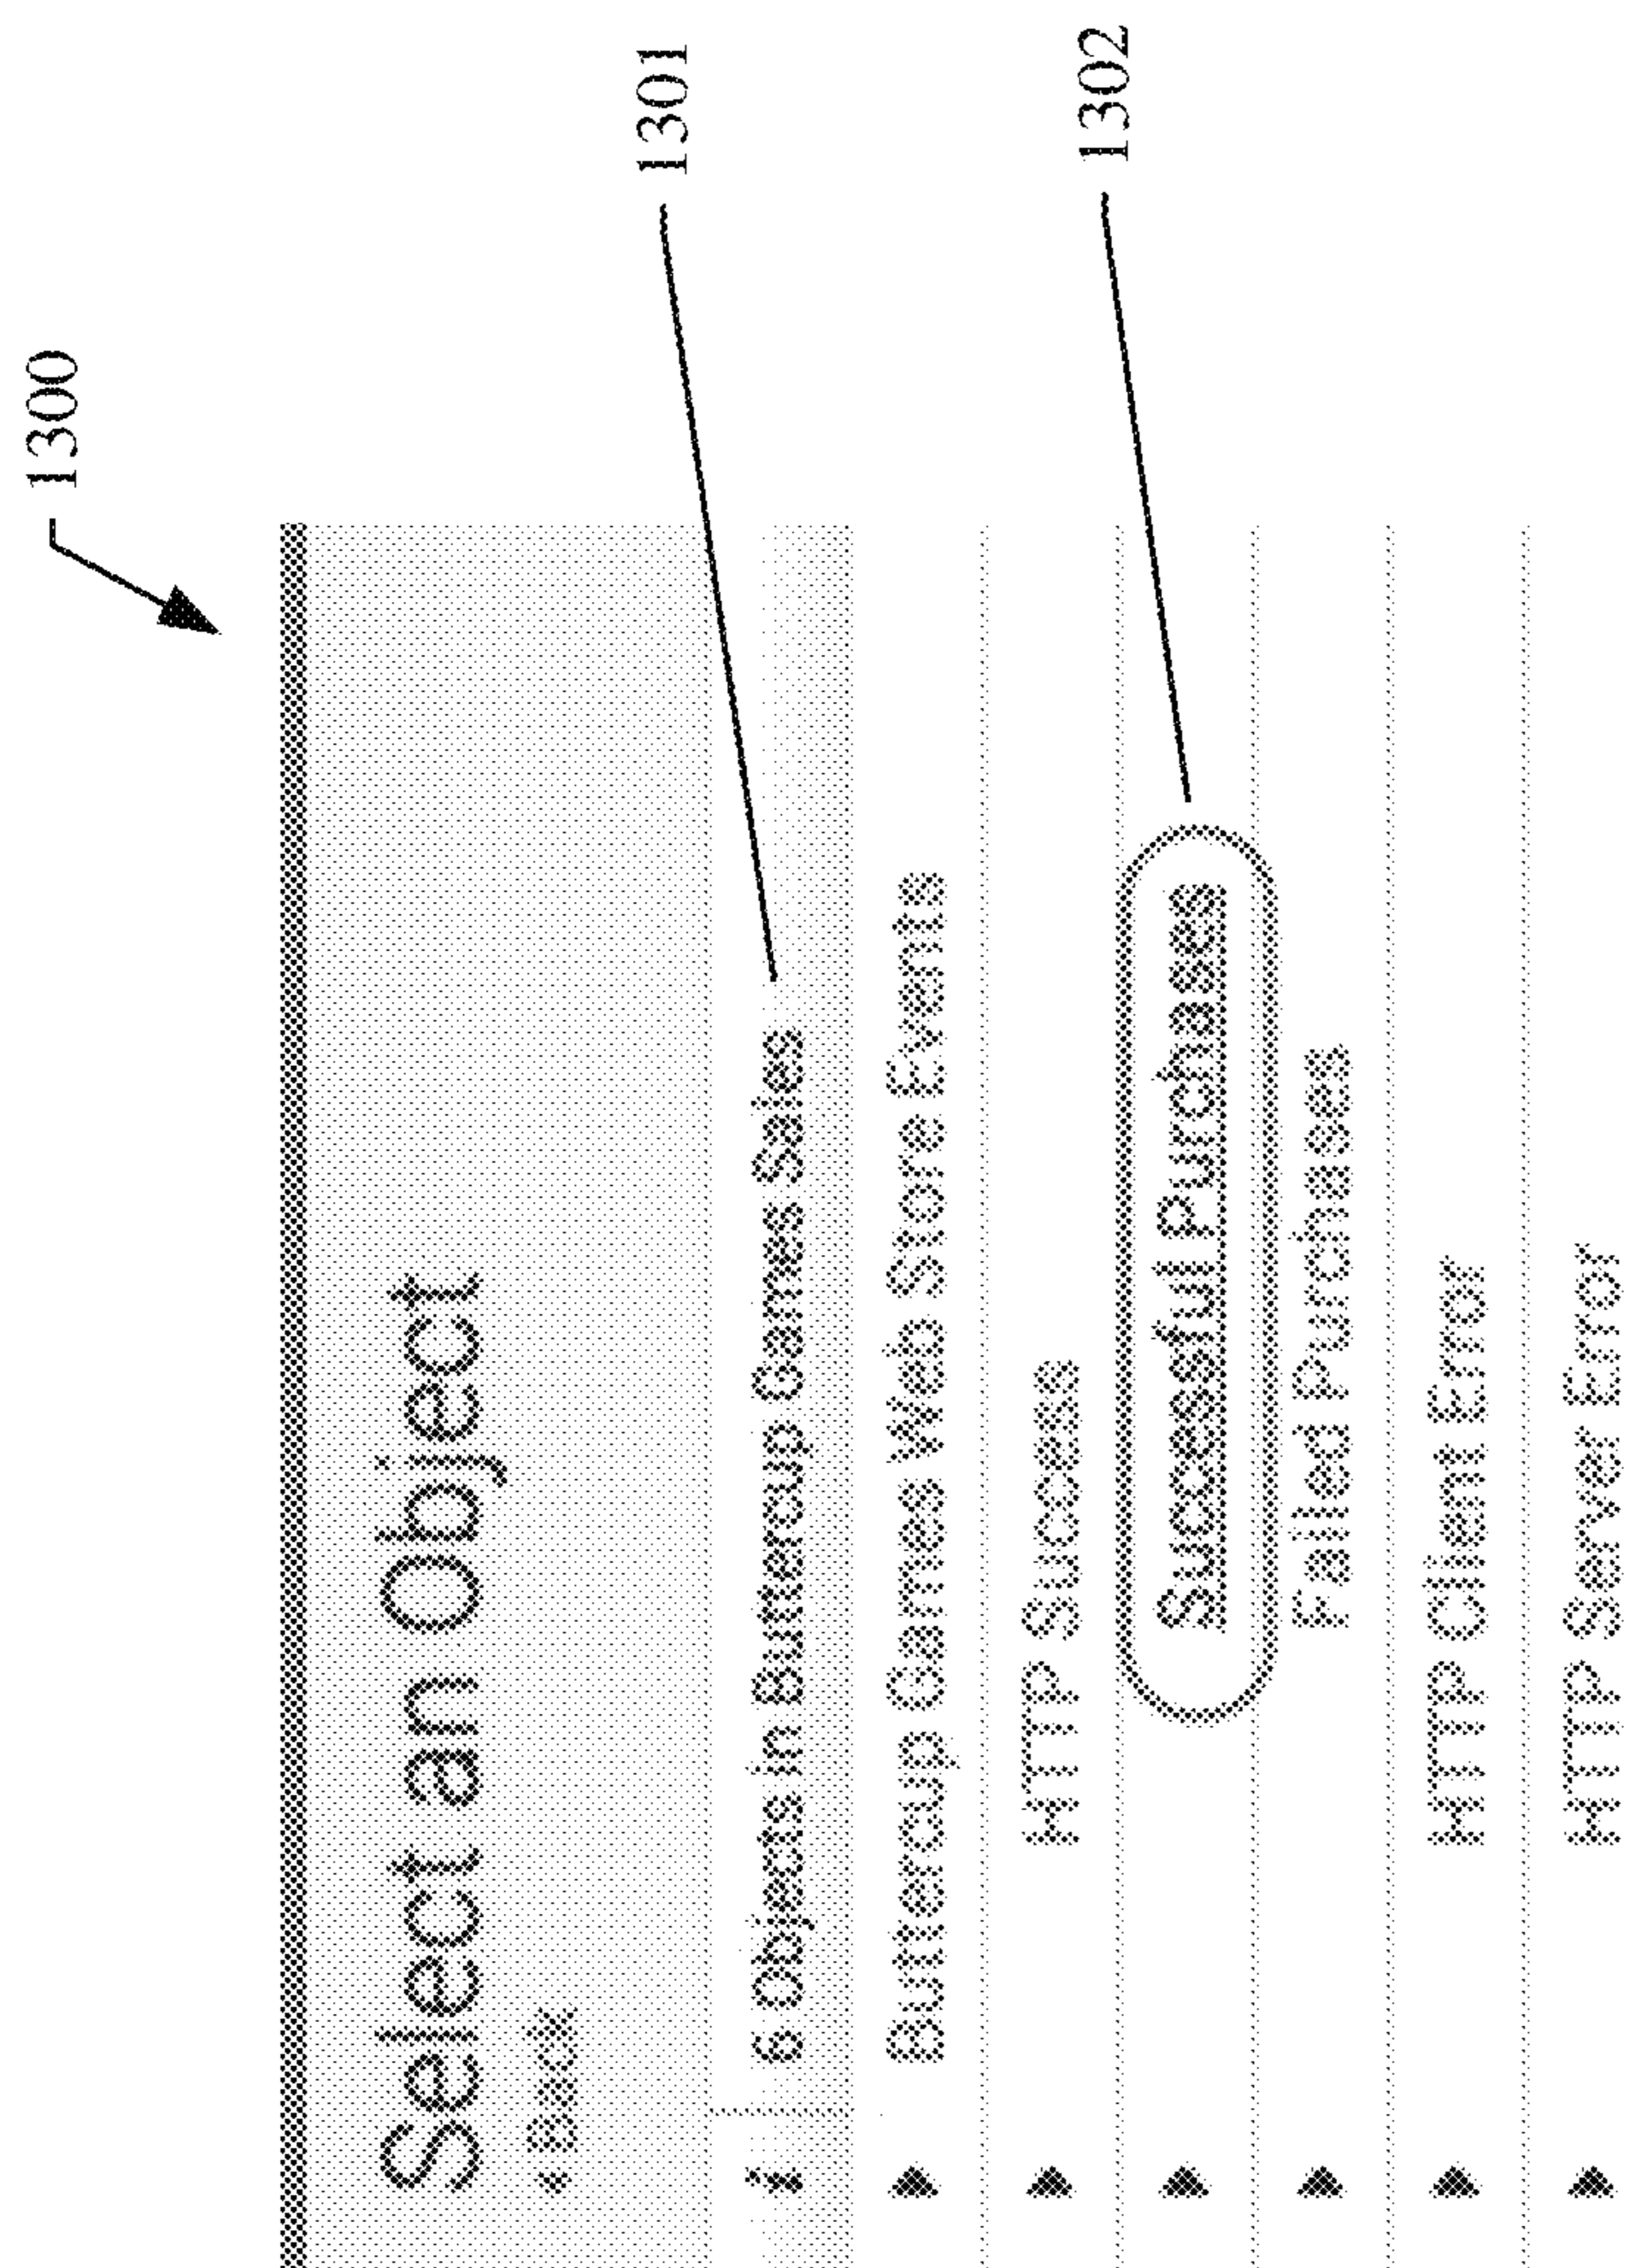 1300
Select an Object
‹ Back
i 6 Objects in Buttercup Games Sales
1301
Buttercup Games Web Store Events
HTTP Success
Successful Purchases
1302
Failed Purchases
HTTP Client Error
HTTP Server Error